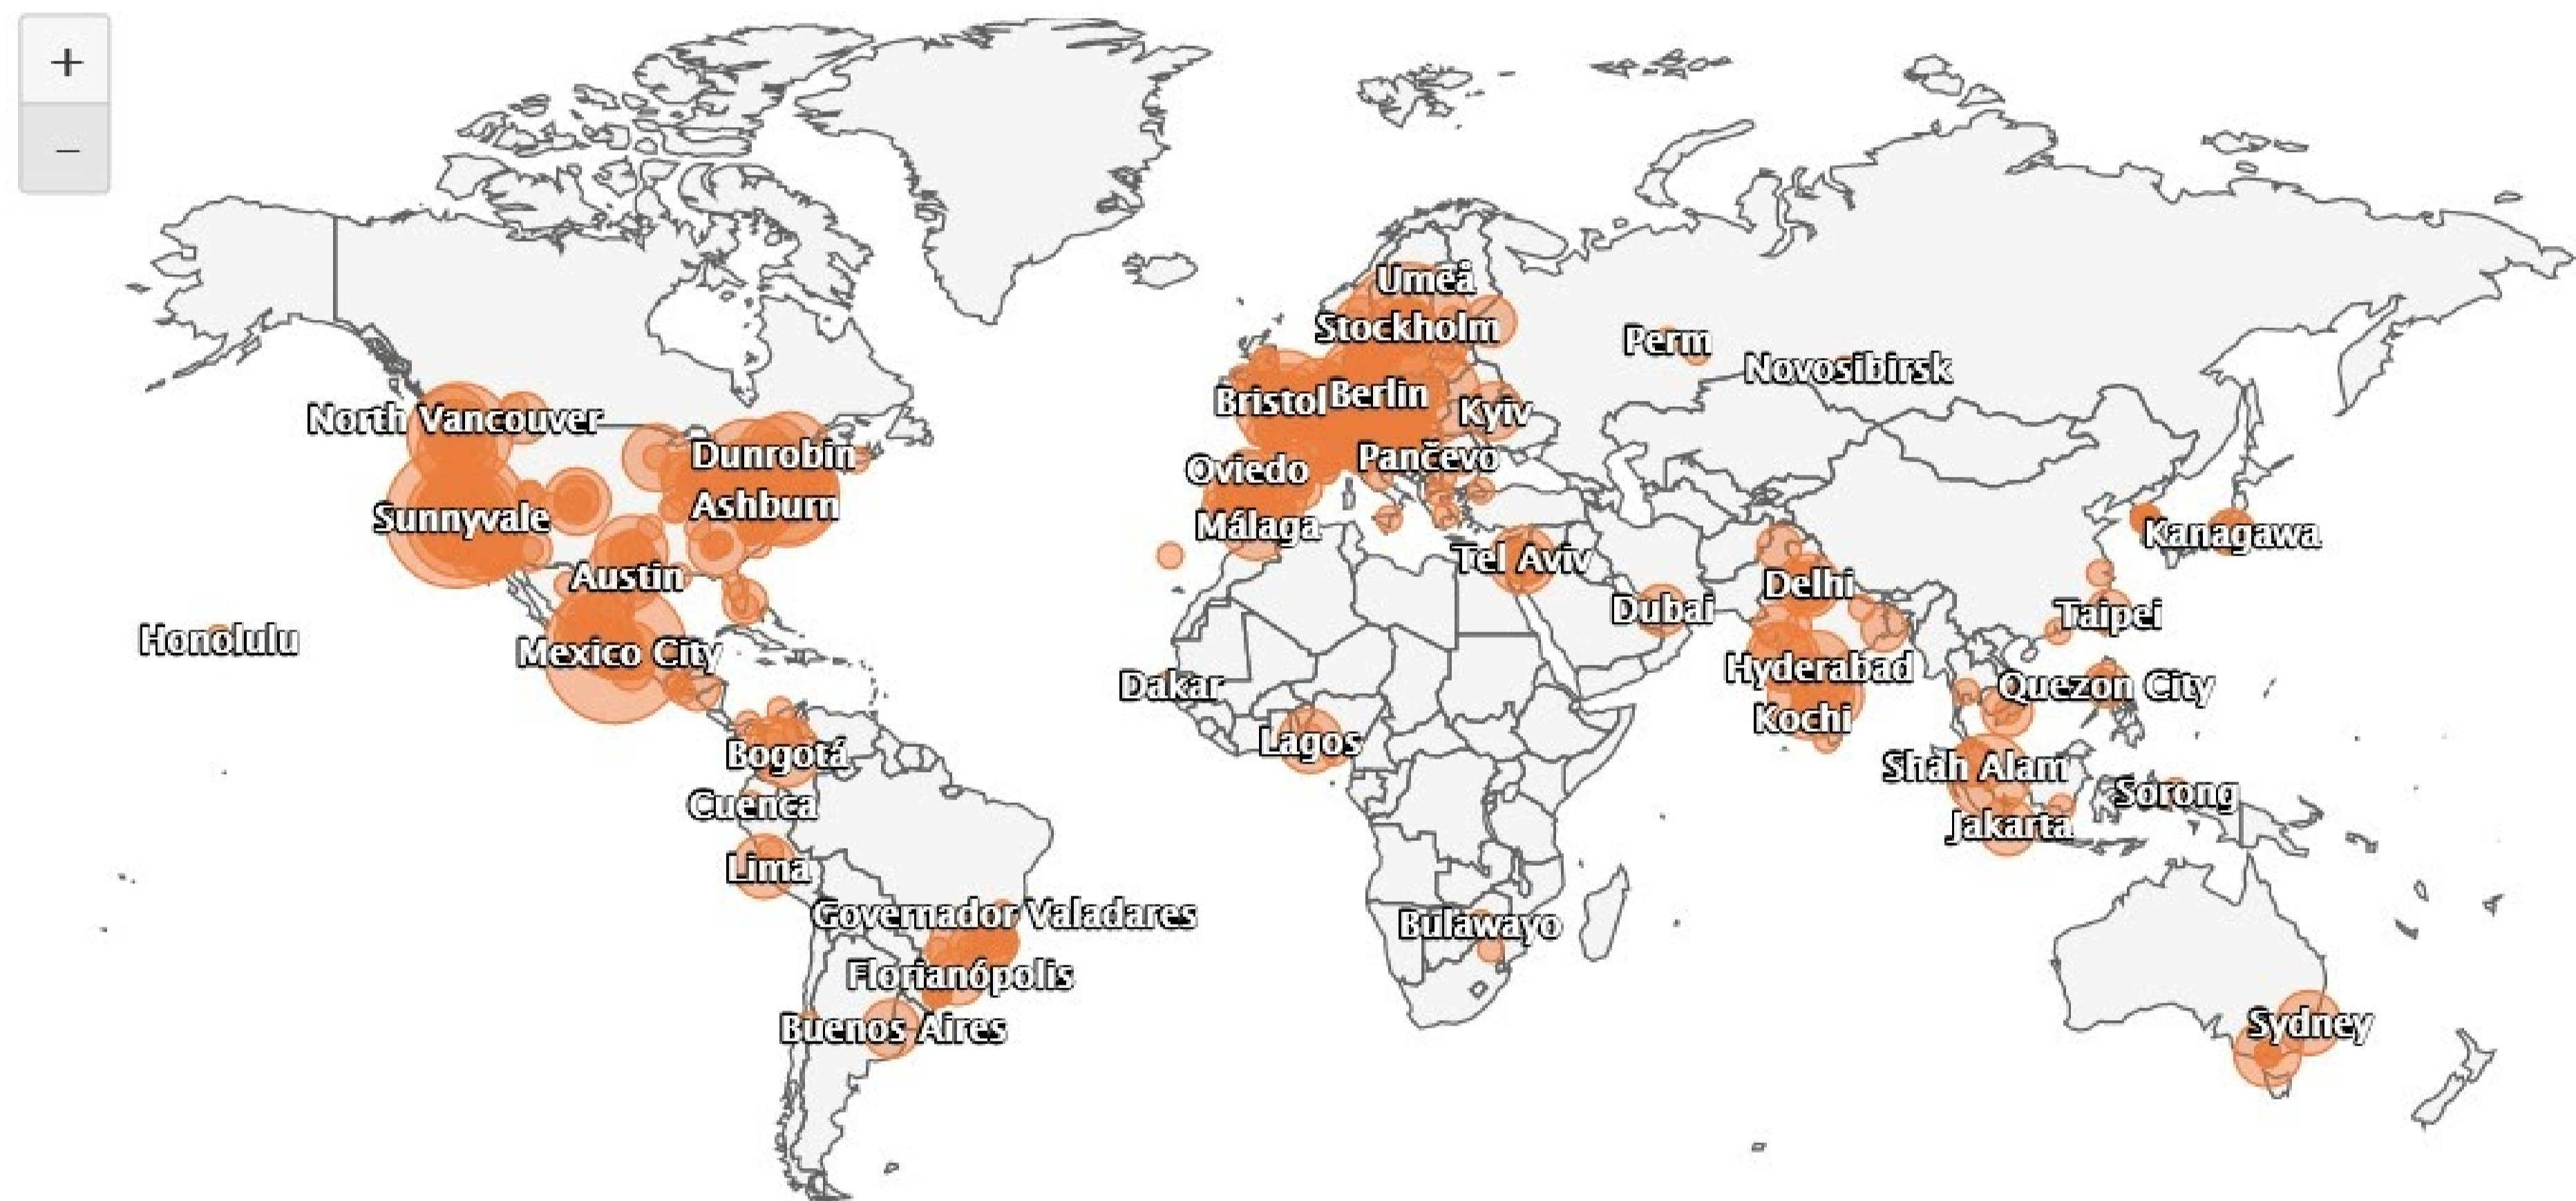 +
−
Umeå
Stockholm
Perm
Novosibirsk
Bristol
Berlin
Kyiv
North Vancouver
Dunrobin
Pančevo
Oviedo
Ashburn
Sunnyvale
Málaga
Kanagawa
Tel Aviv
Austin
Delhi
Dubai
Taipei
Honolulu
Mexico City
Hyderabad
Dakar
Quezon City
Kochi
Lagos
Bogotá
Shah Alam
Sorong
Cuenca
Jakarta
Lima
Governador Valadares
Bulawayo
Florianópolis
Sydney
Buenos Aires